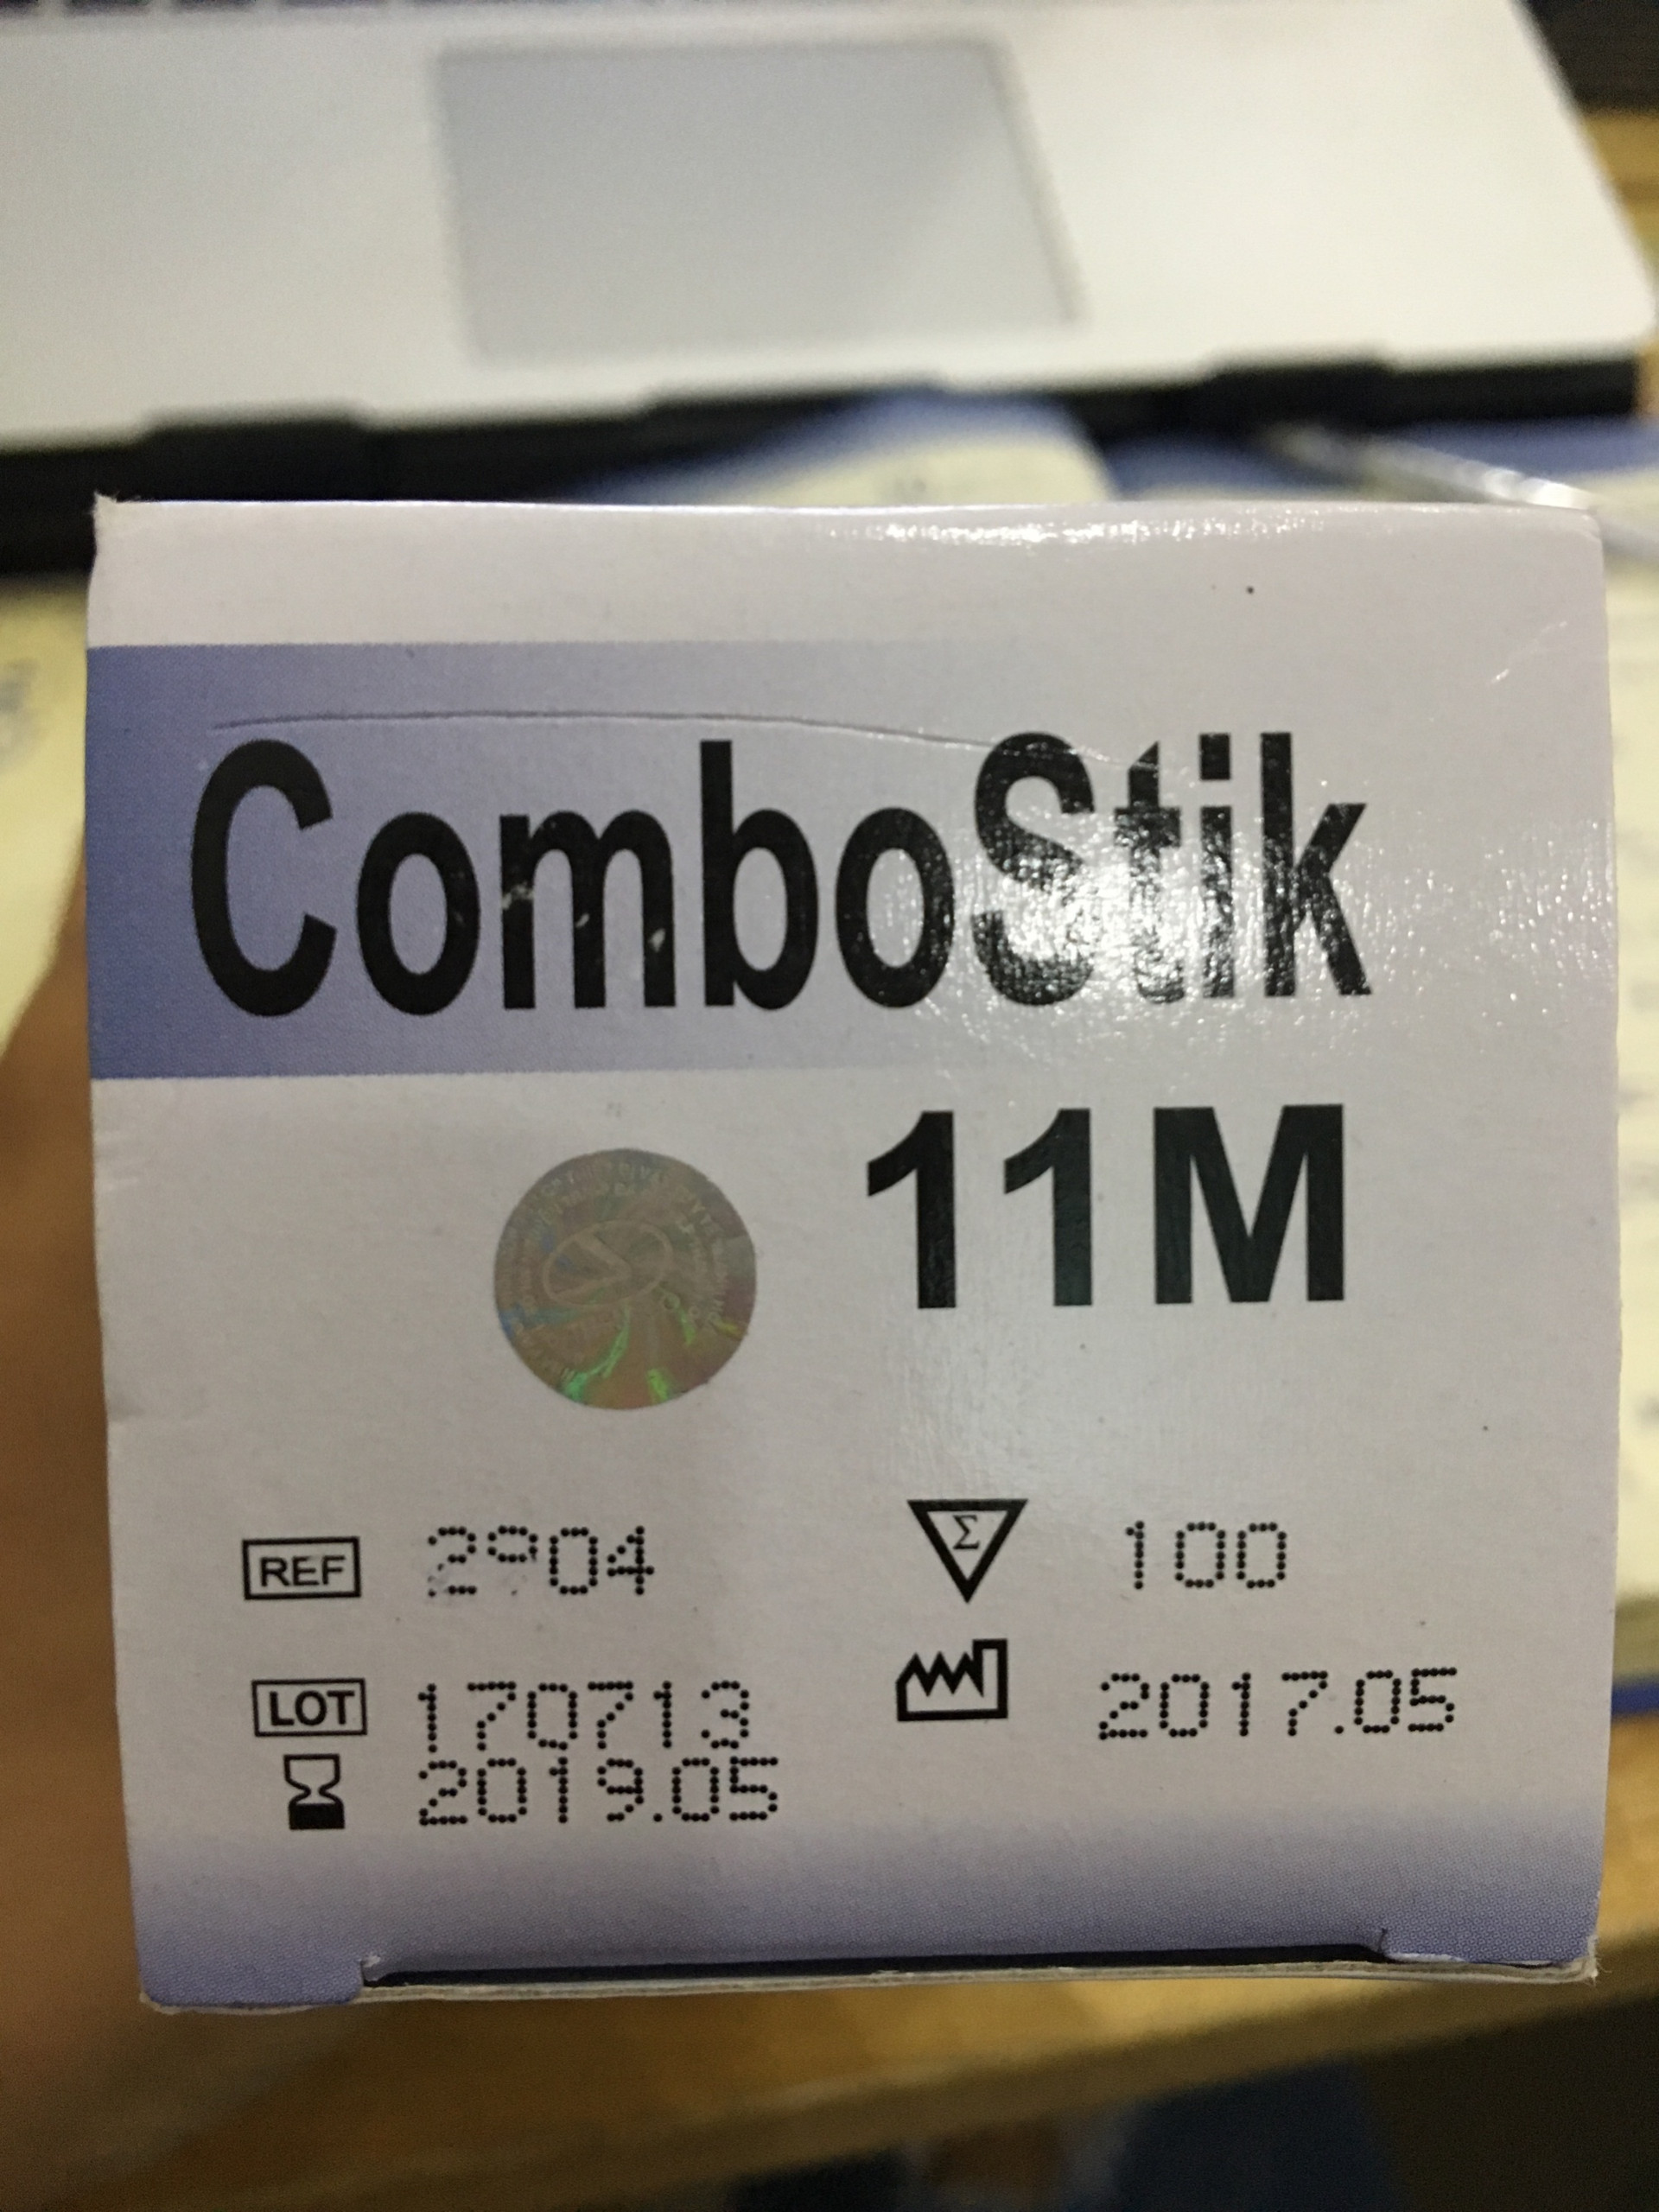 ComboStik
11M
REF 2904
Σ 100
LOT 170713
2017.05
2019.05